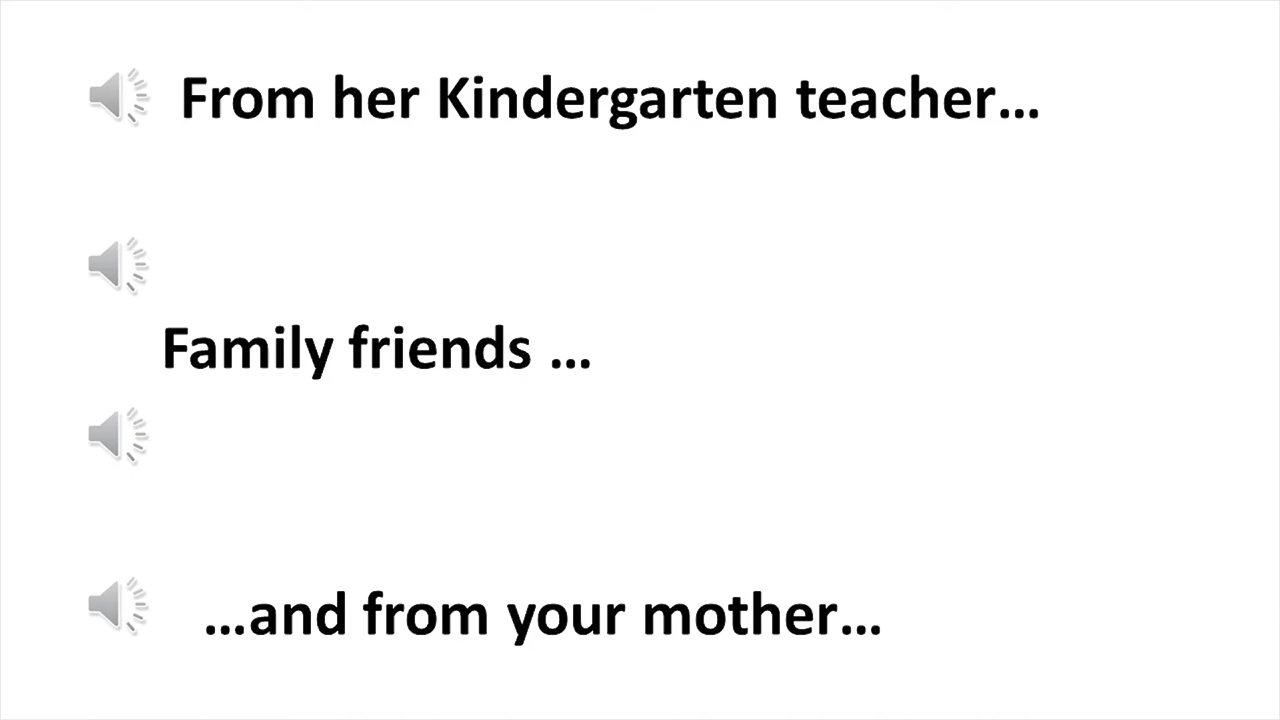 From her Kindergarten teacher…
Family friends …
…and from your mother…